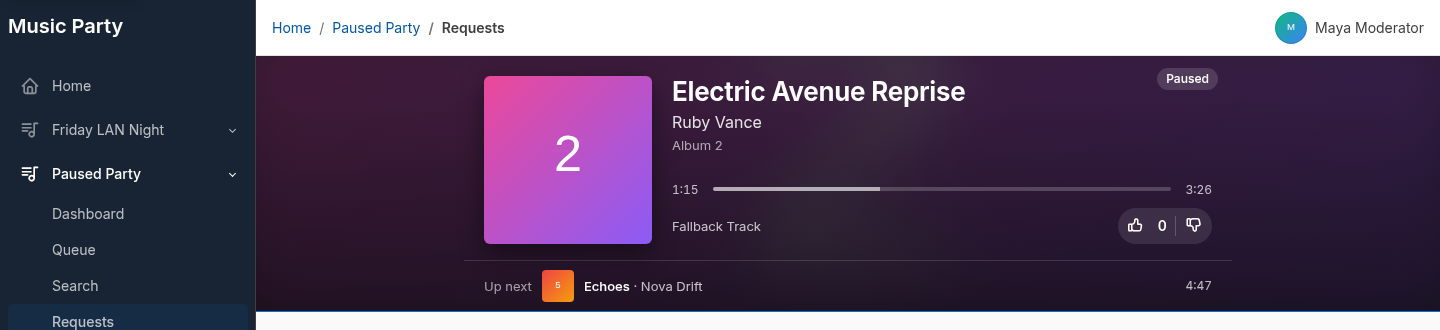 Music Party
Home / Paused Party / Requests
M Maya Moderator
Home
Friday LAN Night
Paused Party
Dashboard
Queue
Search
Requests
2
Electric Avenue Reprise
Paused
Ruby Vance
Album 2
1:15 3:26
Fallback Track
0
Up next 5 Echoes · Nova Drift 4:47